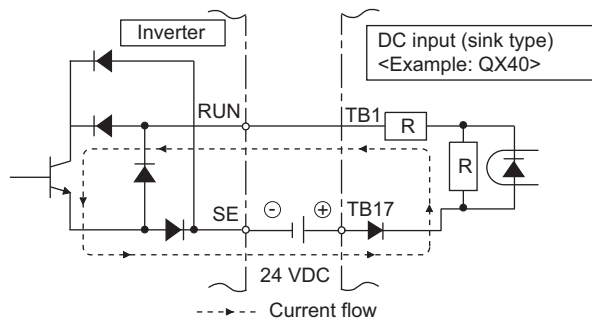 Inverter
DC input (sink type)
<Example: QX40>
RUN
TB1
R
R
SE
⊖
⊕
TB17
24 VDC
Current flow